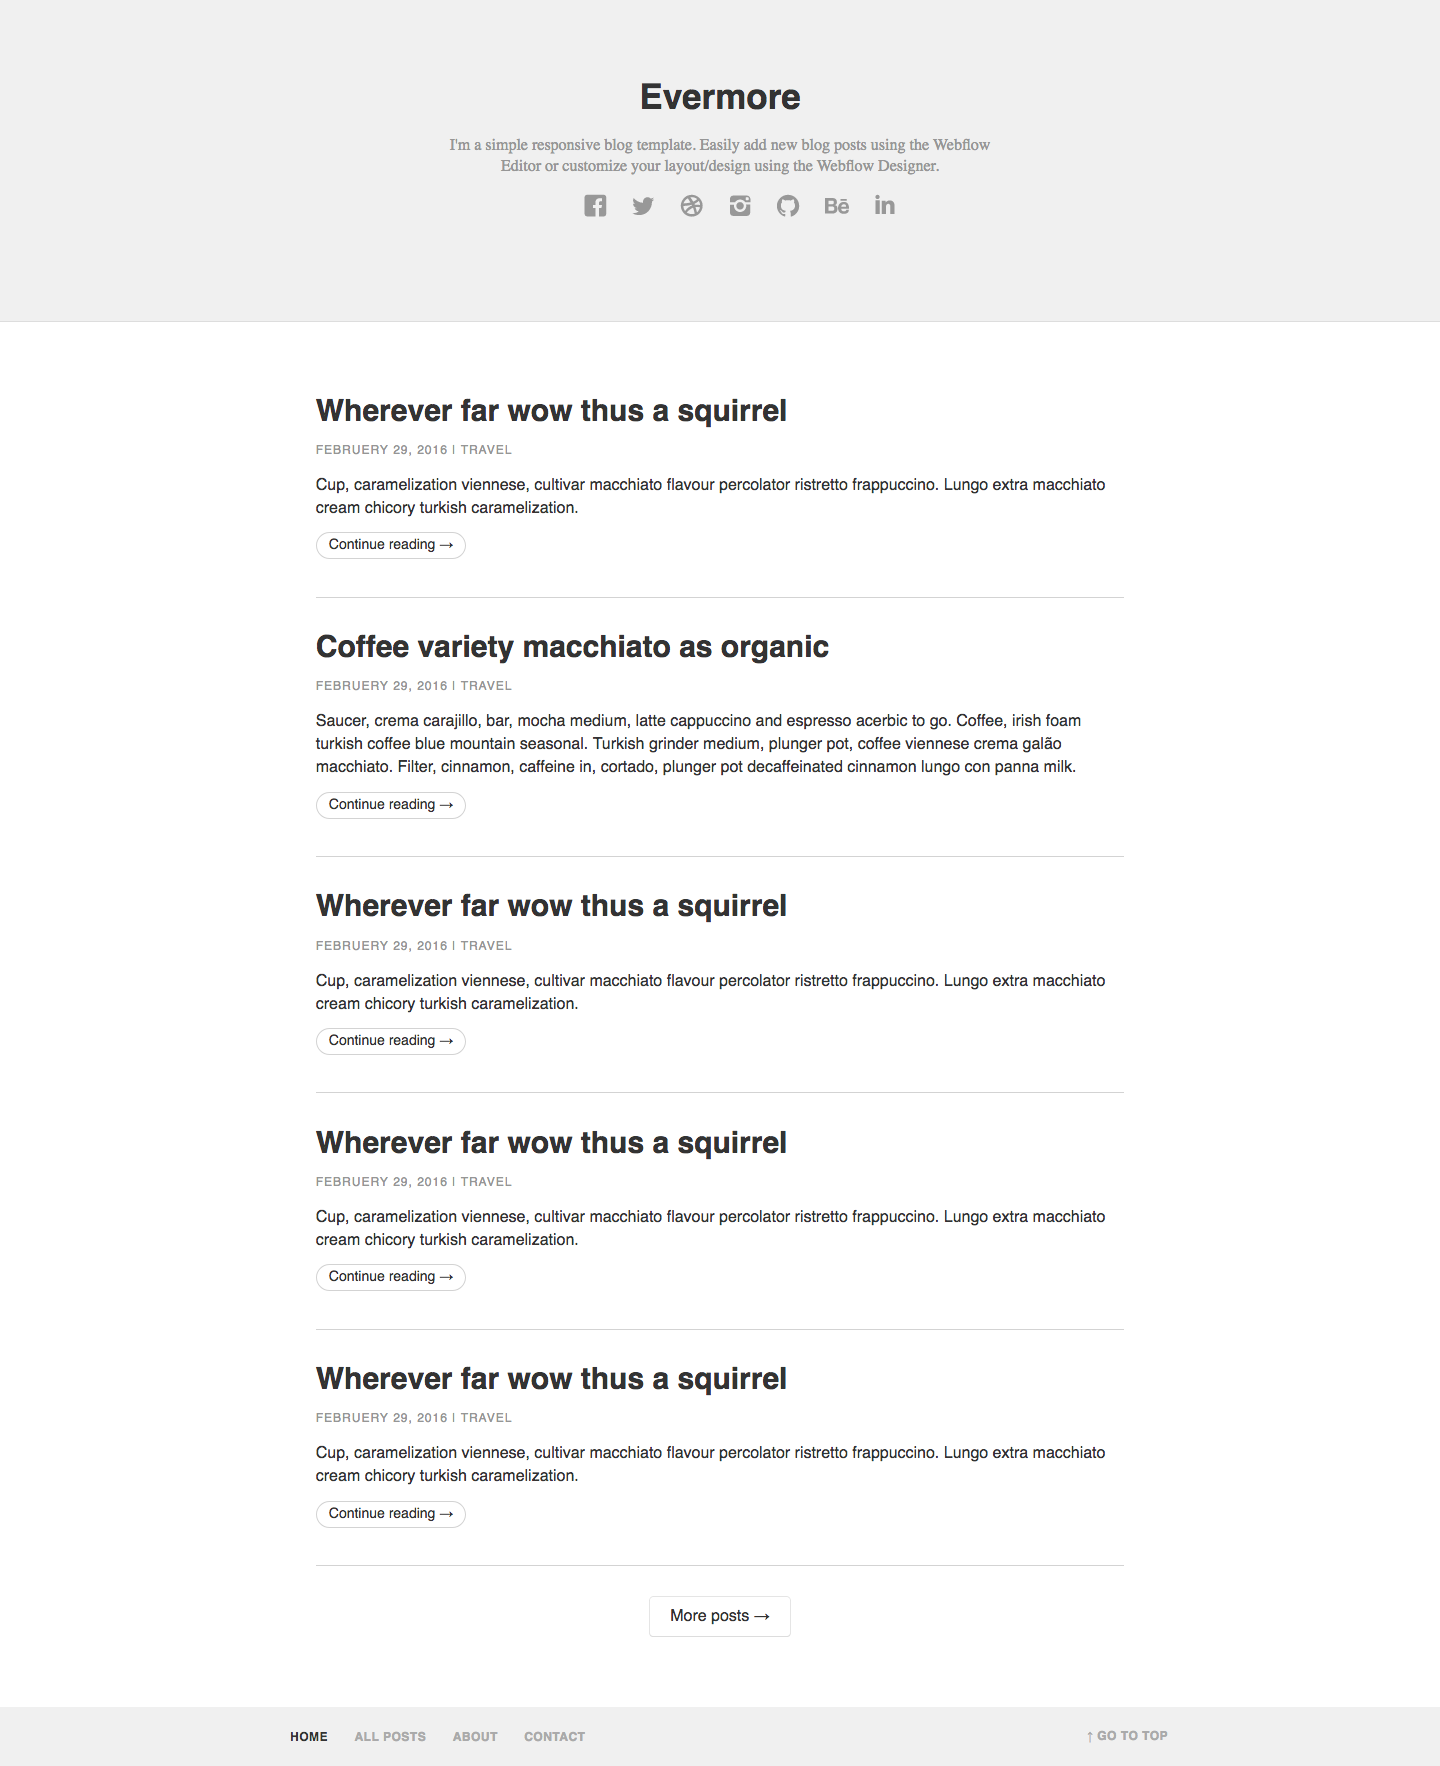 Evermore
I'm a simple responsive blog template. Easily add new blog posts using the Webflow
Editor or customize your layout/design using the Webflow Designer.
Bē in
Wherever far wow thus a squirrel
FEBRUERY 29, 2016 | TRAVEL
Cup, caramelization viennese, cultivar macchiato flavour percolator ristretto frappuccino. Lungo extra macchiato
cream chicory turkish caramelization.
Continue reading →
Coffee variety macchiato as organic
FEBRUERY 29, 2016 | TRAVEL
Saucer, crema carajillo, bar, mocha medium, latte cappuccino and espresso acerbic to go. Coffee, irish foam
turkish coffee blue mountain seasonal. Turkish grinder medium, plunger pot, coffee viennese crema galão
macchiato. Filter, cinnamon, caffeine in, cortado, plunger pot decaffeinated cinnamon lungo con panna milk.
Continue reading →
Wherever far wow thus a squirrel
FEBRUERY 29, 2016 | TRAVEL
Cup, caramelization viennese, cultivar macchiato flavour percolator ristretto frappuccino. Lungo extra macchiato
cream chicory turkish caramelization.
Continue reading →
Wherever far wow thus a squirrel
FEBRUERY 29, 2016 | TRAVEL
Cup, caramelization viennese, cultivar macchiato flavour percolator ristretto frappuccino. Lungo extra macchiato
cream chicory turkish caramelization.
Continue reading →
Wherever far wow thus a squirrel
FEBRUERY 29, 2016 | TRAVEL
Cup, caramelization viennese, cultivar macchiato flavour percolator ristretto frappuccino. Lungo extra macchiato
cream chicory turkish caramelization.
Continue reading →
More posts →
HOME ALL POSTS ABOUT CONTACT ↑ GO TO TOP